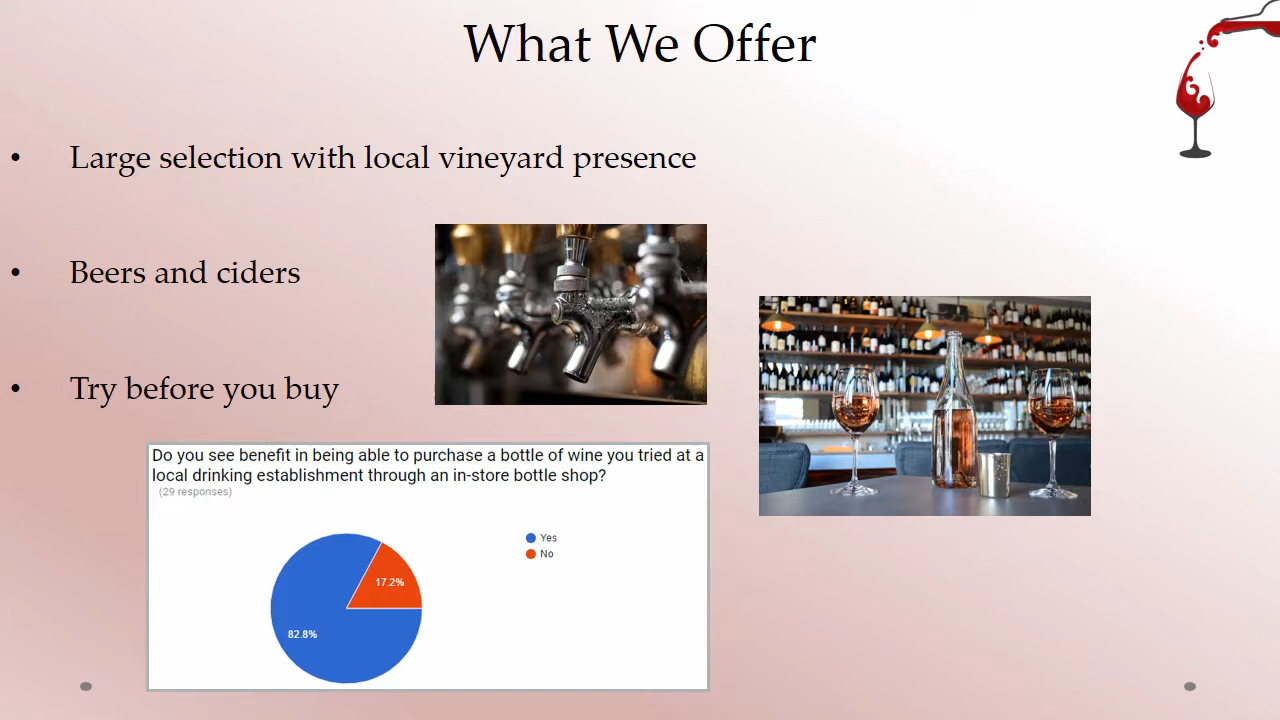 What We Offer
• Large selection with local vineyard presence
• Beers and ciders
• Try before you buy
Do you see benefit in being able to purchase a bottle of wine you tried at a
local drinking establishment through an in-store bottle shop?
(29 responses)
Yes
No
17.2%
82.8%